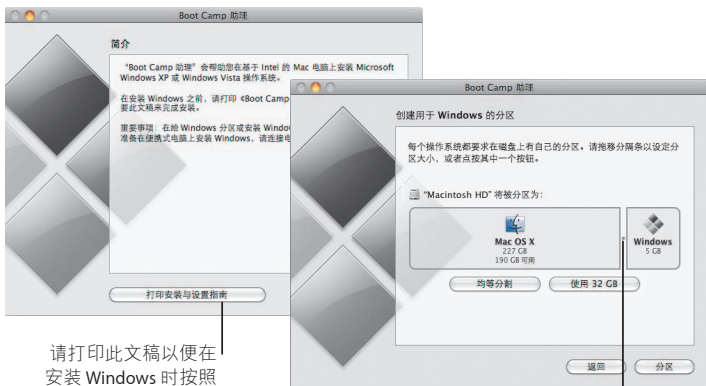 Boot Camp 助理
简介
“Boot Camp 助理”会帮助您在基于 Intel 的 Mac 电脑上安装 Microsoft
Windows XP 或 Windows Vista 操作系统。
在安装 Windows 之前，请打印《Boot Camp
要此文稿来完成安装。
重要事项：在给 Windows 分区或安装 Window
准备在便携式电脑上安装 Windows，请连接电
打印安装与设置指南
请打印此文稿以便在
安装 Windows 时按照
Boot Camp 助理
创建用于 Windows 的分区
每个操作系统都要求在磁盘上有自己的分区。请拖移分隔条以设定分
区大小，或者点按其中一个按钮。
“Macintosh HD”将被分区为：
Mac OS X
227 GB
190 GB 可用
Windows
5 GB
均等分割
使用 32 GB
返回
分区